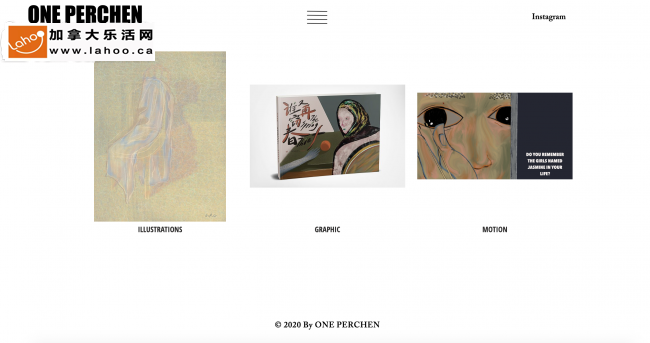 ONE PERCHEN
Instagram
Lahoo
加拿大乐活网
www.lahoo.ca
DO YOU REMEMBER
THE GIRLS NAMED
JASMINE IN YOUR
LIFE?
ILLUSTRATIONS
GRAPHIC
MOTION
© 2020 By ONE PERCHEN